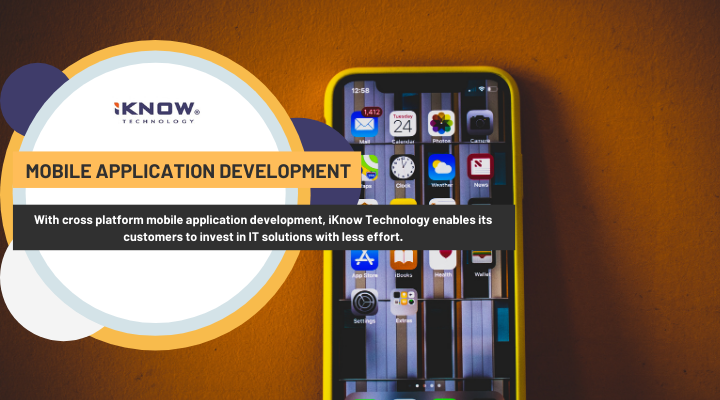 iKNOW®
TECHNOLOGY
MOBILE APPLICATION DEVELOPMENT
With cross platform mobile application development, iKnow Technology enables its
customers to invest in IT solutions with less effort.
12:58
1,412
Tuesday
24
Mail Calendar Photos Camera
Clock Weather News
App Store iBooks Health Wallet
Settings Extras